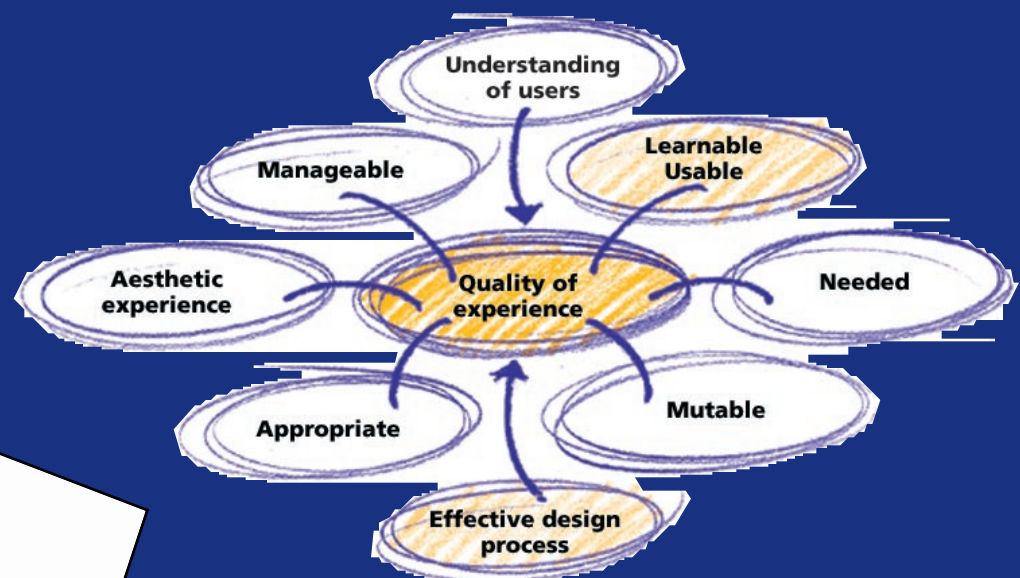 Understanding
of users
Manageable
Learnable
Usable
Aesthetic
experience
Quality of
experience
Needed
Appropriate
Mutable
Effective design
process